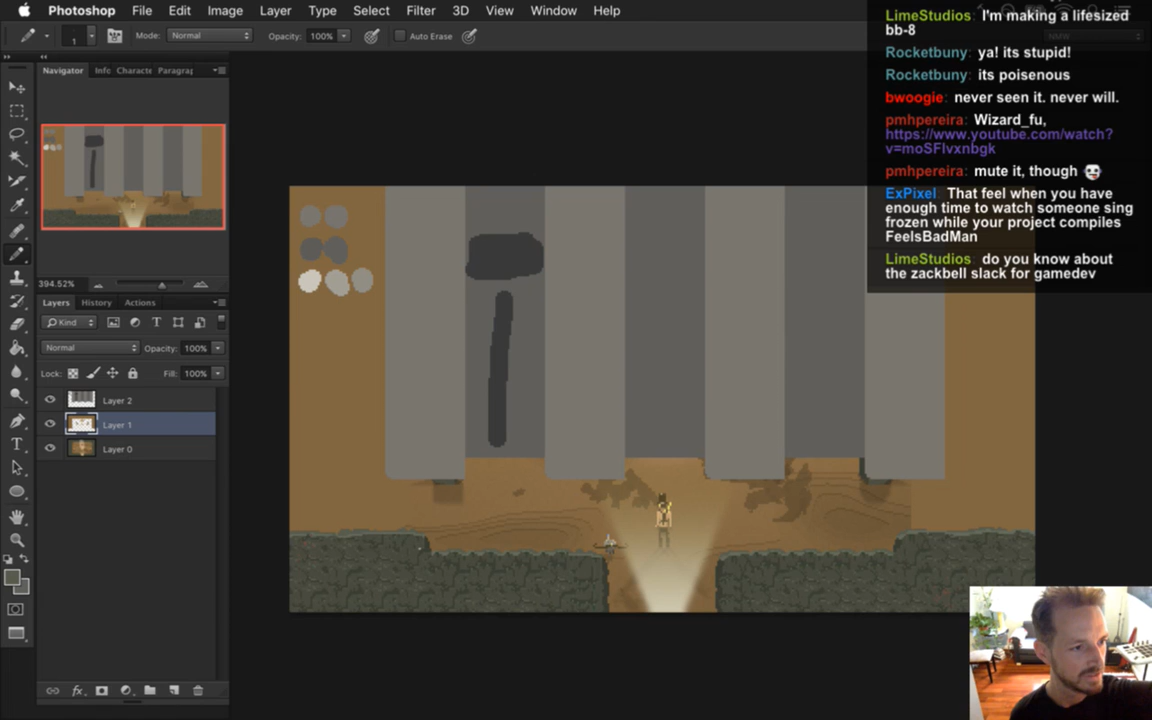 Photoshop File Edit Image Layer Type Select Filter 3D View Window Help
1 Mode: Normal Opacity: 100% Auto Erase
Navigator Info Characte Paragraj
394.52%
Layers History Actions
Kind
Normal Opacity: 100%
Lock: Fill: 100%
Layer 2
Layer 1
Layer 0
LimeStudios: I'm making a lifesized
bb-8
Rocketbuny: ya! its stupid!
Rocketbuny: its poisenous
bwoogie: never seen it. never will.
pmhpereira: Wizard_fu,
https://www.youtube.com/watch?
v=moSFlvxnbgk
pmhpereira: mute it, though
ExPixel: That feel when you have
enough time to watch someone sing
frozen while your project compiles
FeelsBadMan
LimeStudios: do you know about
the zackbell slack for gamedev